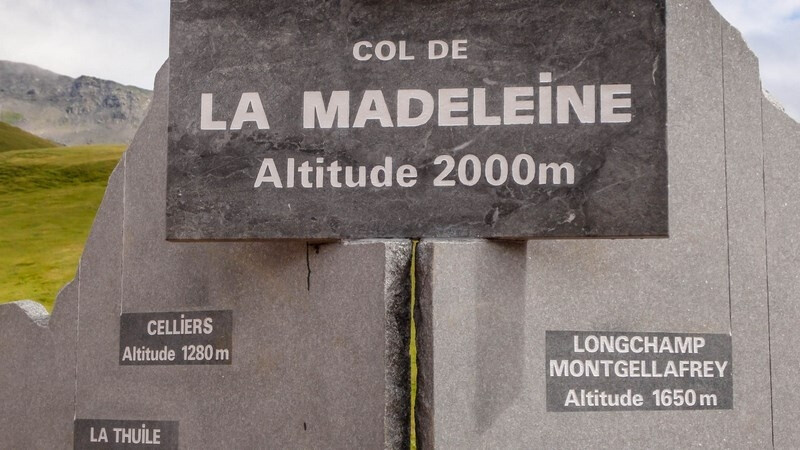 COL DE
LA MADELEiNE
Altitude 2000m
CELLiERS
Altitude 1280m
LONGCHAMP
MONTGELLAFREY
Altitude 1650m
LA THUiLE